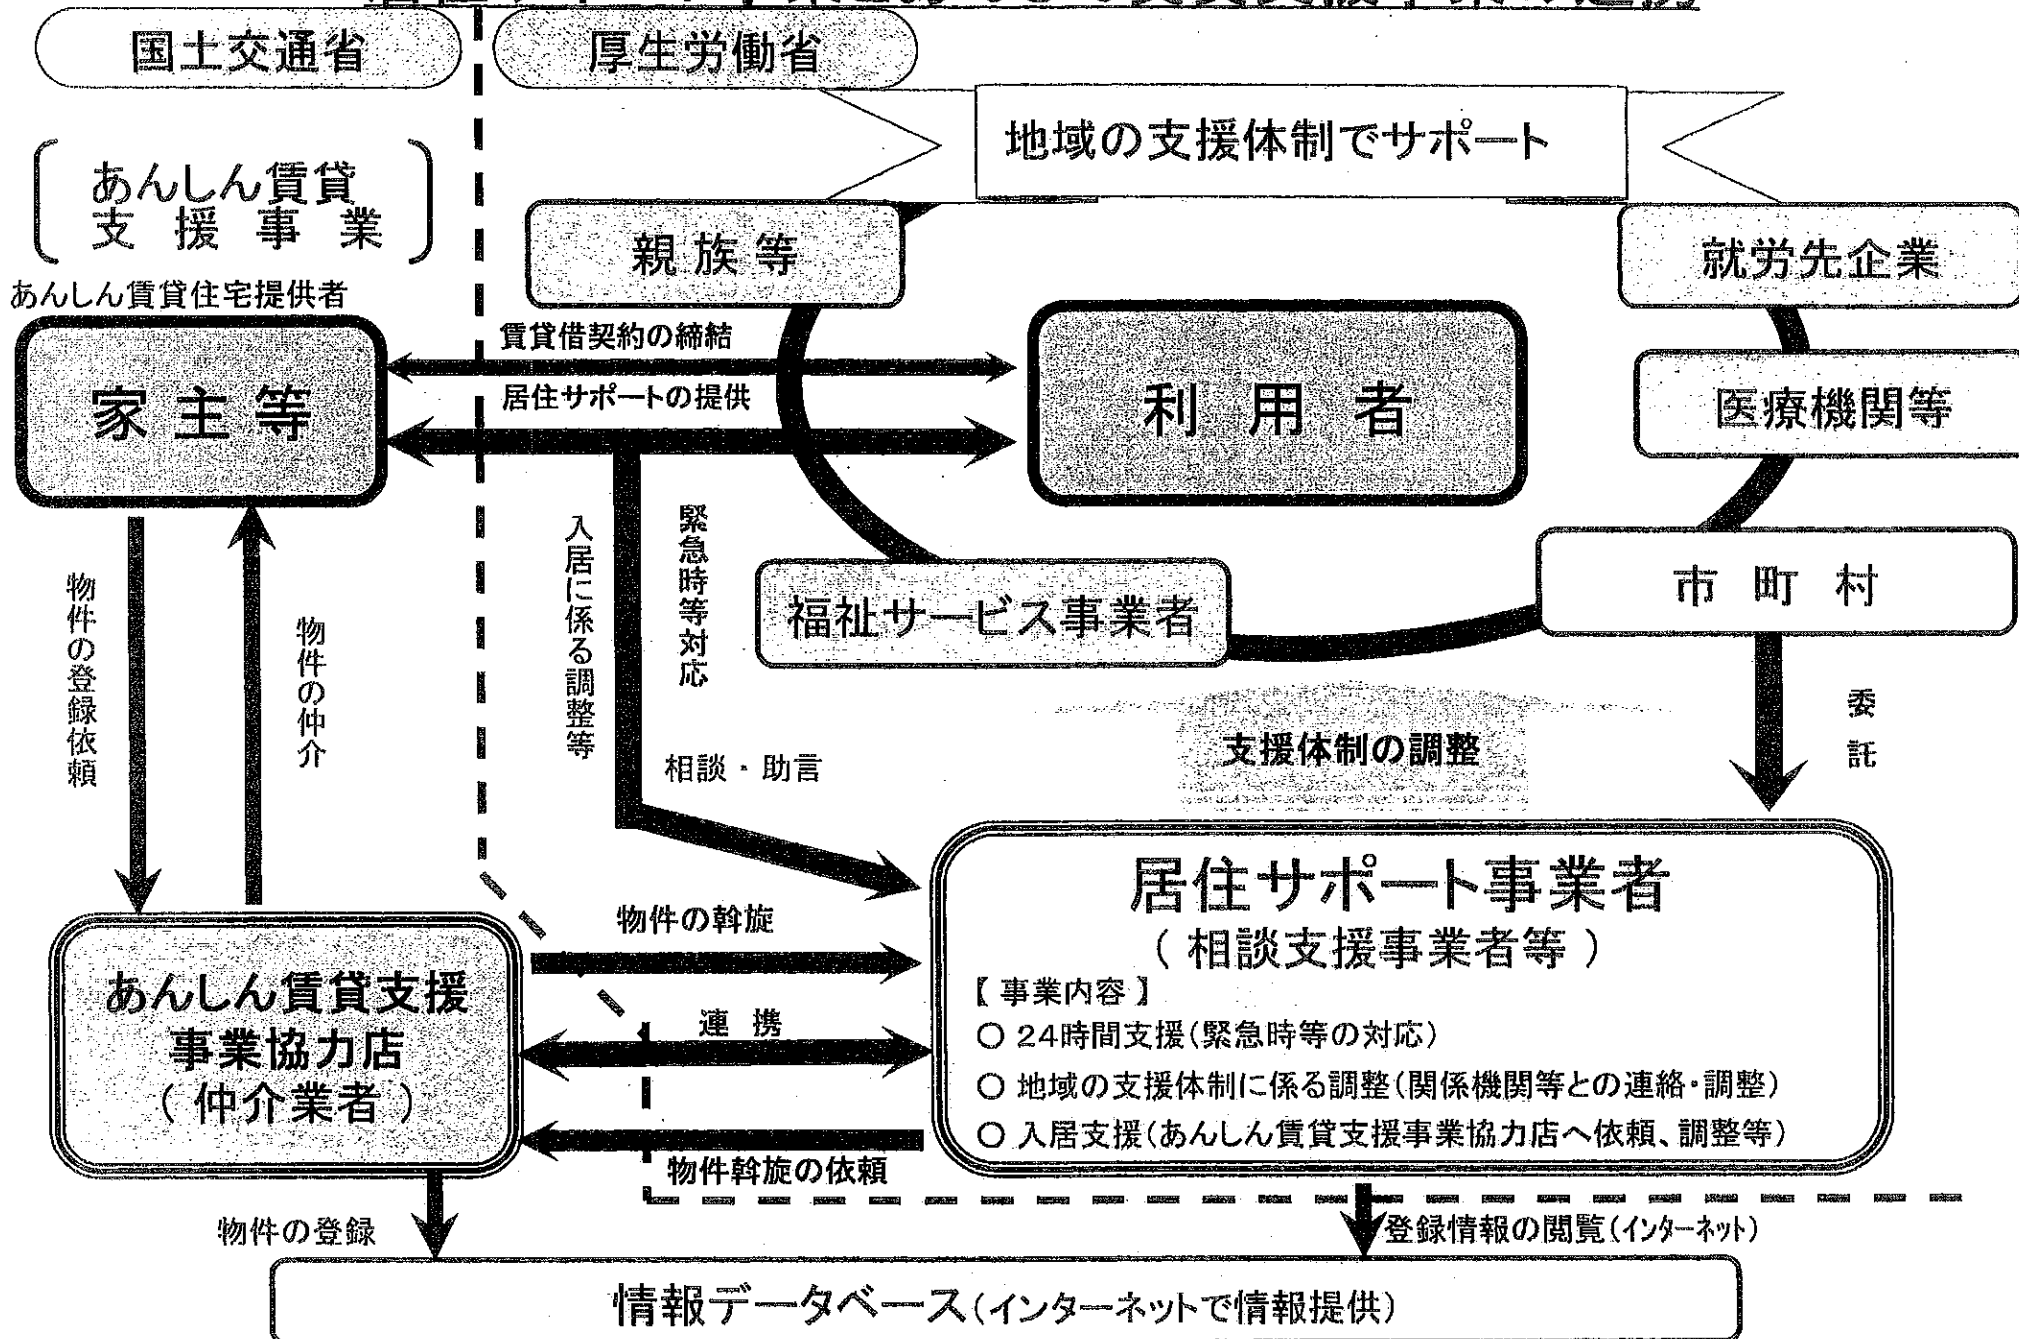 国土交通省
厚生労働省
地域の支援体制でサポート
あんしん賃貸
支援事業
あんしん賃貸住宅提供者
親族等
就労先企業
賃貸借契約の締結
家主等
居住サポートの提供
利用者
医療機関等
物件の登録依頼
物件の仲介
入居に係る調整等
緊急時等対応
相談・助言
福祉サービス事業者
市町村
支援体制の調整
委託
居住サポート事業者
(相談支援事業者等)
【事業内容】
○ 24時間支援(緊急時等の対応)
○ 地域の支援体制に係る調整(関係機関等との連絡・調整)
○ 入居支援(あんしん賃貸支援事業協力店へ依頼、調整等)
物件の斡旋
あんしん賃貸支援
事業協力店
(仲介業者)
連携
物件斡旋の依頼
物件の登録
登録情報の閲覧(インターネット)
情報データベース(インターネットで情報提供)